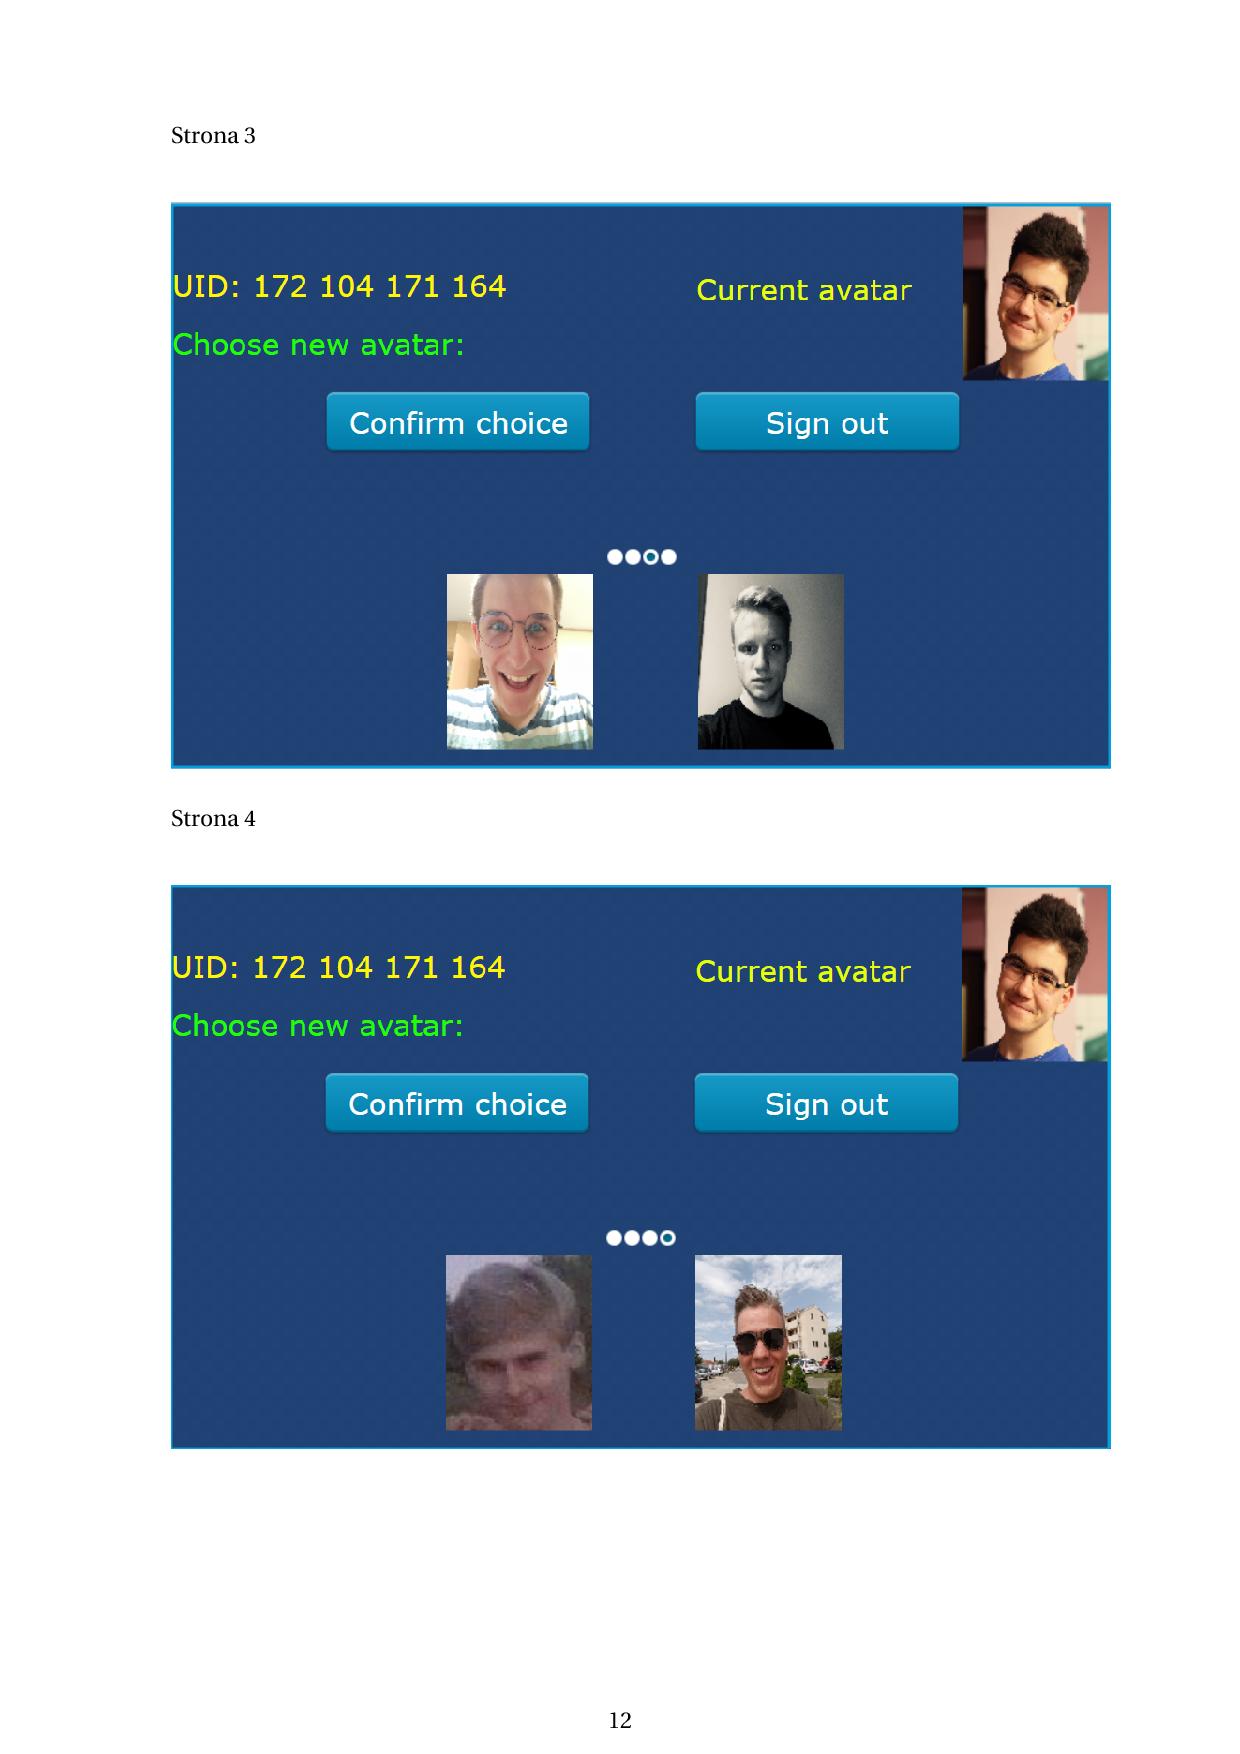 Strona 3
UID: 172 104 171 164
Current avatar
Choose new avatar:
Confirm choice
Sign out
Strona 4
UID: 172 104 171 164
Current avatar
Choose new avatar:
Confirm choice
Sign out
12